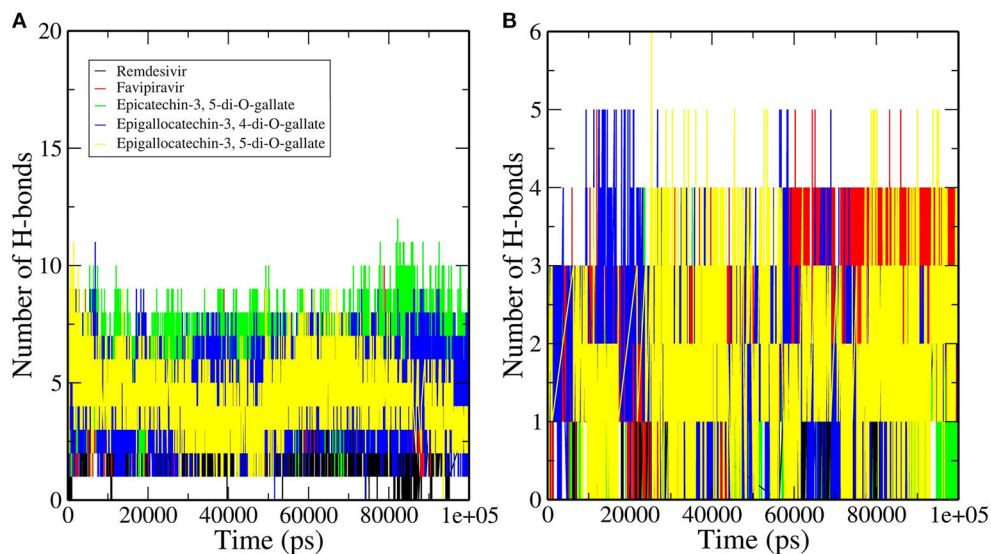 A
20
15
10
5
0
Number of H-bonds
Remdesivir
Favipiravir
Epicatechin-3, 5-di-O-gallate
Epigallocatechin-3, 4-di-O-gallate
Epigallocatechin-3, 5-di-O-gallate
0 20000 40000 60000 80000 1e+05
Time (ps)
B
6
5
4
3
2
1
0
Number of H-bonds
0 20000 40000 60000 80000 1e+05
Time (ps)